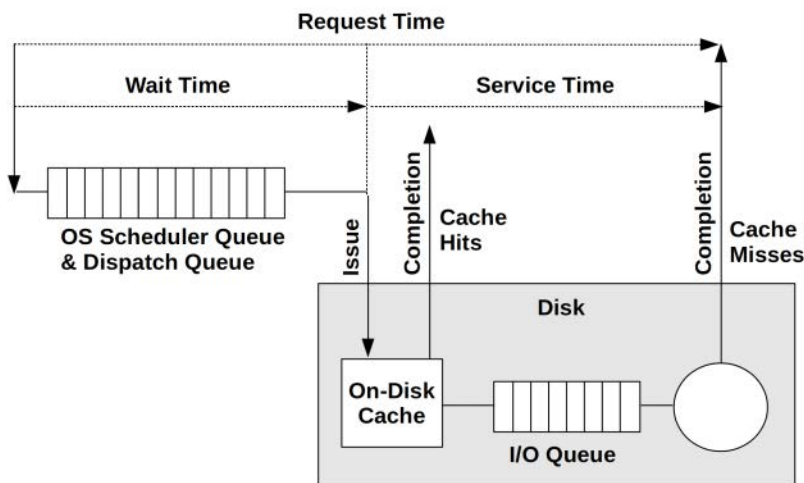 Request Time
Wait Time
Service Time
OS Scheduler Queue
& Dispatch Queue
Issue
Completion
Cache
Hits
Completion
Cache
Misses
Disk
On-Disk
Cache
I/O Queue